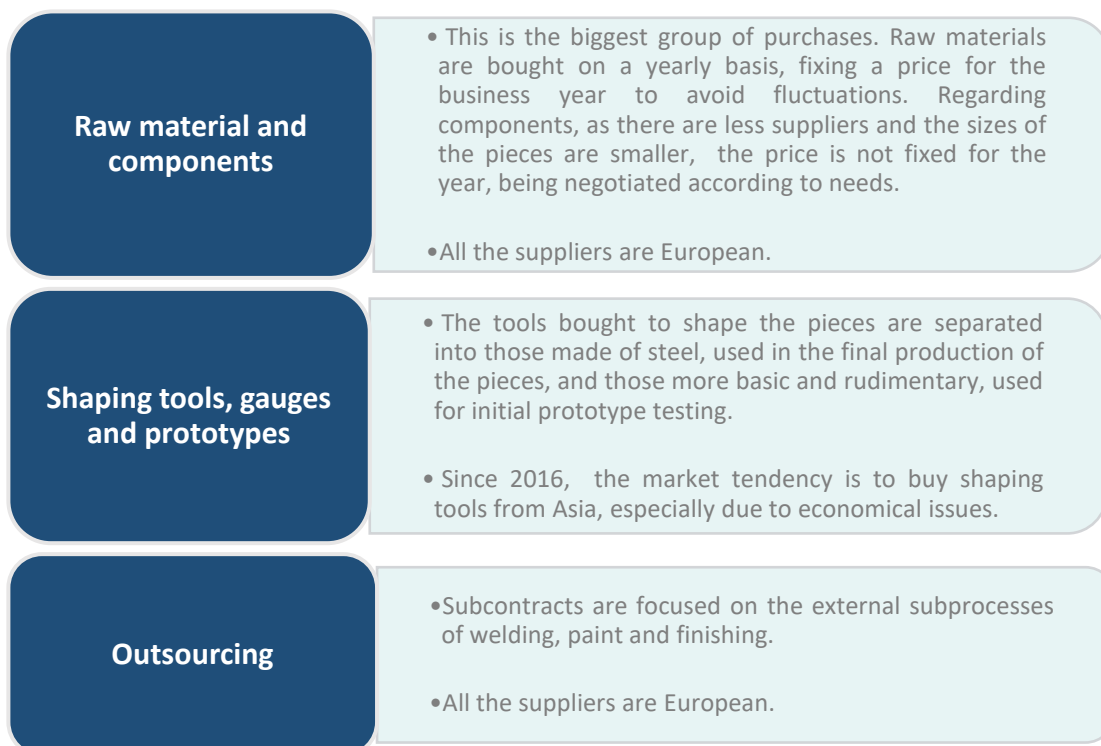 Raw material and
components
• This is the biggest group of purchases. Raw materials
are bought on a yearly basis, fixing a price for the
business year to avoid fluctuations. Regarding
components, as there are less suppliers and the sizes of
the pieces are smaller, the price is not fixed for the
year, being negotiated according to needs.
•All the suppliers are European.
Shaping tools, gauges
and prototypes
• The tools bought to shape the pieces are separated
into those made of steel, used in the final production of
the pieces, and those more basic and rudimentary, used
for initial prototype testing.
• Since 2016, the market tendency is to buy shaping
tools from Asia, especially due to economical issues.
Outsourcing
•Subcontracts are focused on the external subprocesses
of welding, paint and finishing.
•All the suppliers are European.